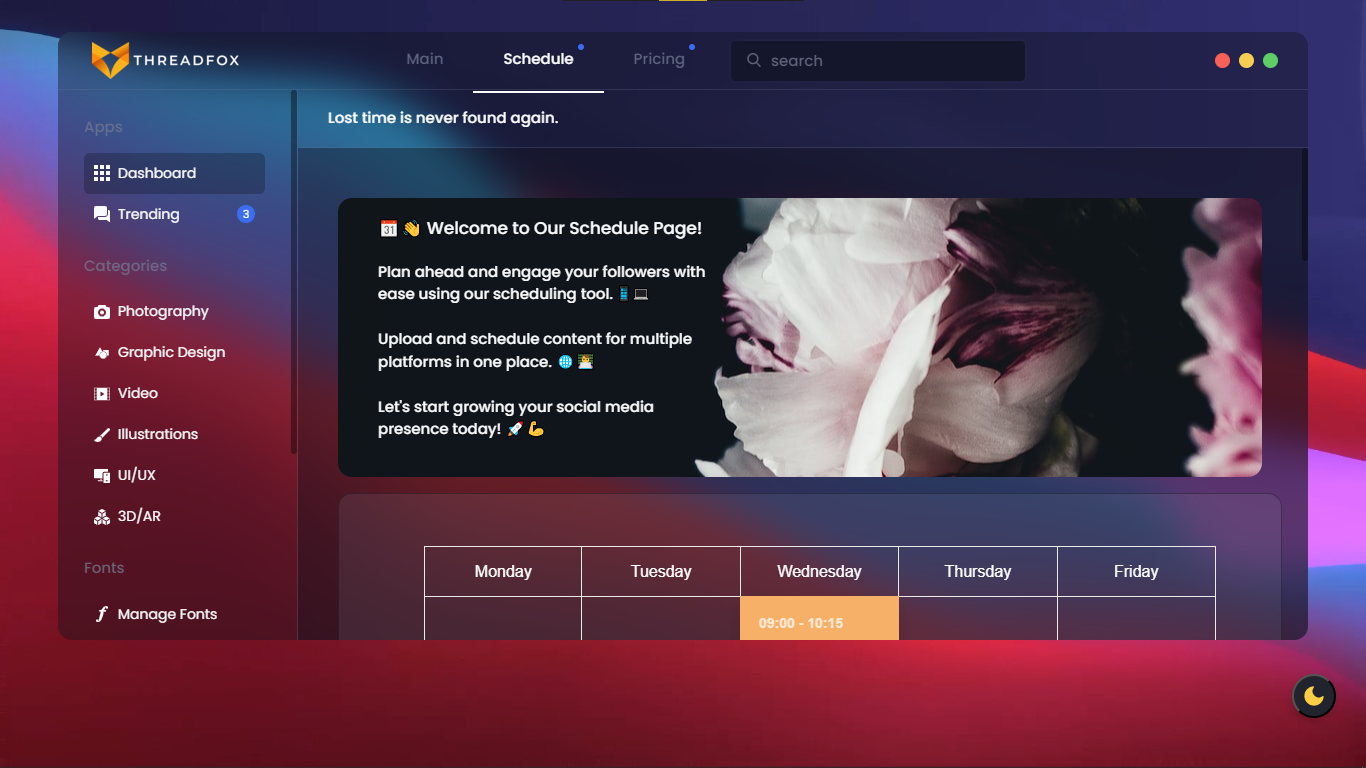 THREADFOX
Main
Schedule
Pricing
search
Lost time is never found again.
Apps
Dashboard
Trending
3
Categories
Photography
Graphic Design
Video
Illustrations
UI/UX
3D/AR
Fonts
Manage Fonts
31 👋 Welcome to Our Schedule Page!
Plan ahead and engage your followers with
ease using our scheduling tool. 📱 💻
Upload and schedule content for multiple
platforms in one place. 🌐 👨‍💻
Let's start growing your social media
presence today! 🚀 💪
Monday
Tuesday
Wednesday
Thursday
Friday
09:00 - 10:15